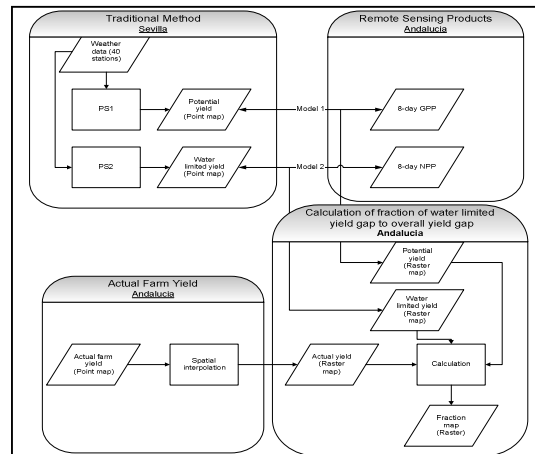 Traditional Method
Sevilla
Remote Sensing Products
Andalucia
Weather
data (40
stations)
PS1
Potential
yield
(Point map)
Model 1
8-day GPP
PS2
Water
limited yield
(Point map)
Model 2
8-day NPP
Calculation of fraction of water limited
yield gap to overall yield gap
Andalucia
Potential
yield
(Raster
map)
Water
limited yield
(Raster
map)
Actual Farm Yield
Andalucia
Actual farm
yield
(Point map)
Spatial
interpolation
Actual yield
(Raster
map)
Calculation
Fraction
map
(Raster)